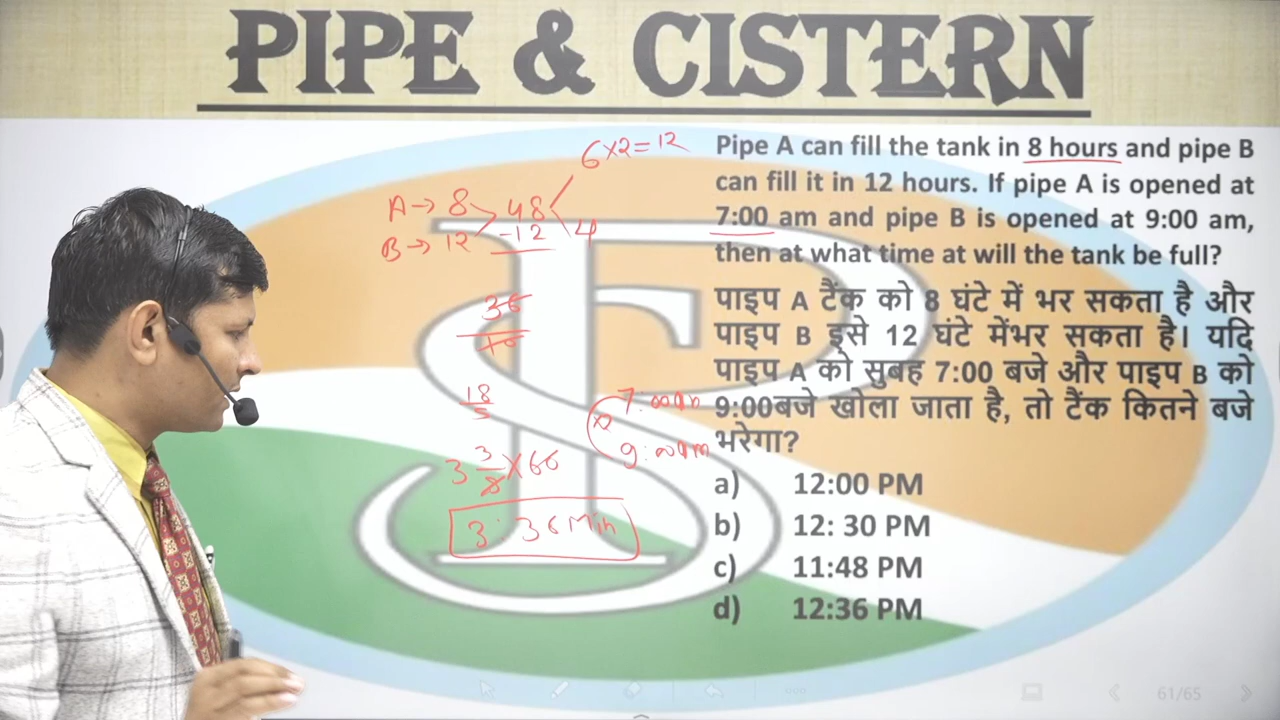 PIPE & CISTERN
Pipe A can fill the tank in 8 hours and pipe B
can fill it in 12 hours. If pipe A is opened at
7:00 am and pipe B is opened at 9:00 am,
then at what time at will the tank be full?
पाइप A टैंक को 8 घंटे में भर सकता है और
पाइप B इसे 12 घंटे मेंभर सकता है। यदि
पाइप A को सुबह 7:00 बजे और पाइप B को
9:00बजे खोला जाता है, तो टैंक कितने बजे
भरेगा?
a) 12:00 PM
b) 12: 30 PM
c) 11:48 PM
d) 12:36 PM
6×2=12
A→ 8 48
B→ 12 -12 4
36
10
18
5
3 3/8 × 60
3 : 36 Min
7:00am
9:00am
61/65